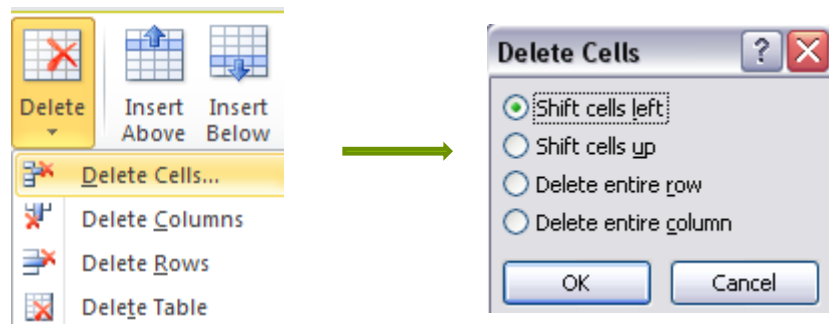 Delete
Insert Above
Insert Below
Delete Cells...
Delete Columns
Delete Rows
Delete Table
Delete Cells
?
Shift cells left
Shift cells up
Delete entire row
Delete entire column
OK
Cancel